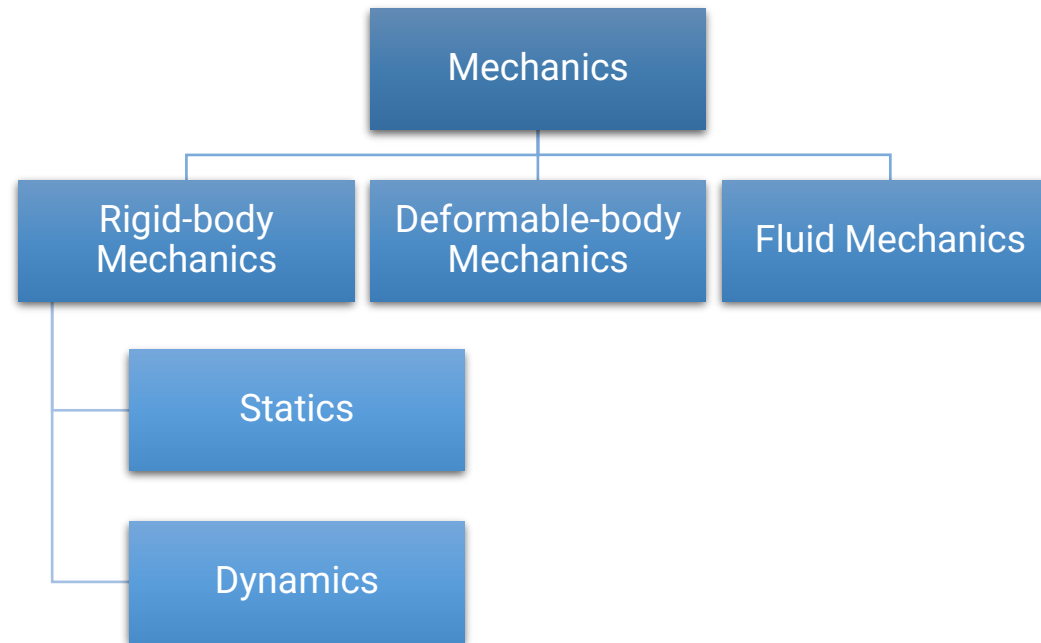 Mechanics
Rigid-body
Mechanics
Deformable-body
Mechanics
Fluid Mechanics
Statics
Dynamics